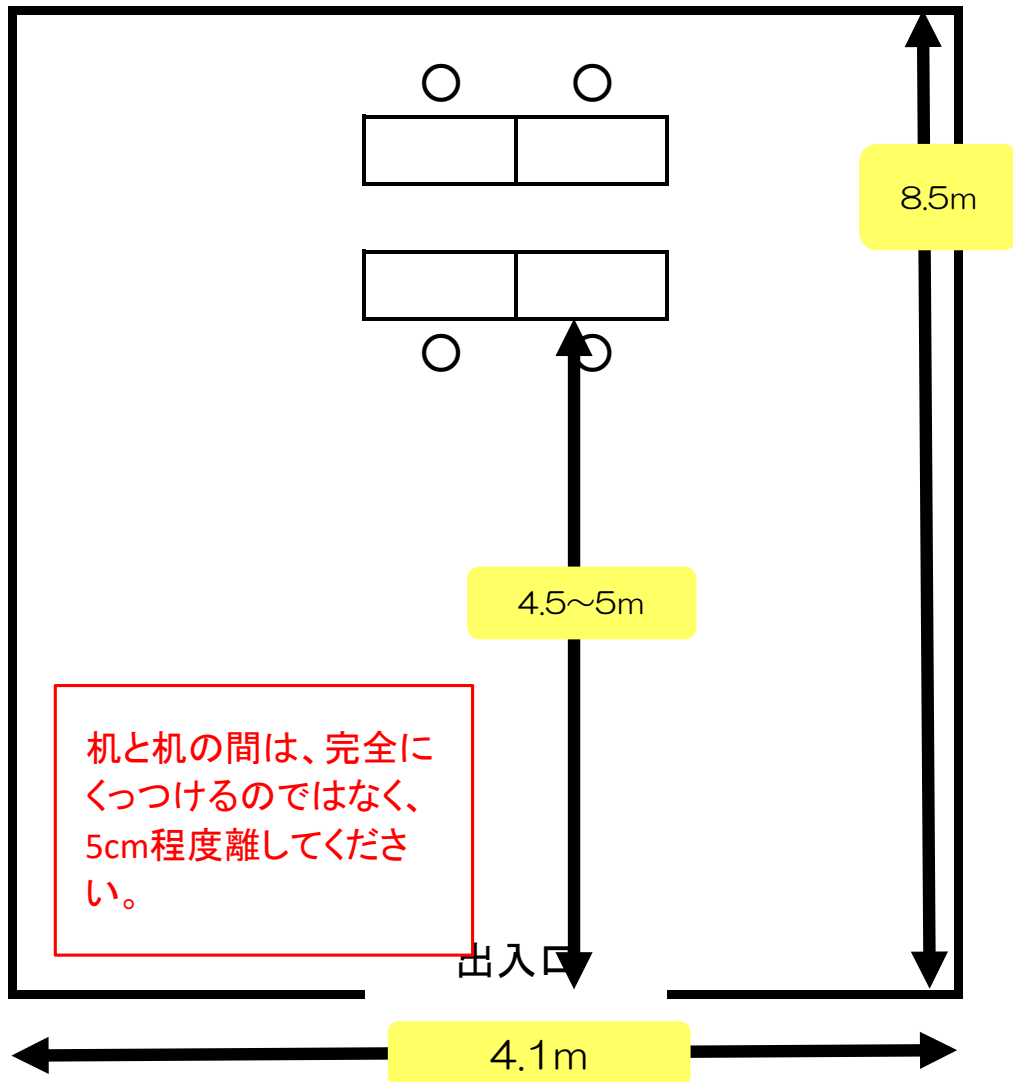 8.5m
4.5～5m
机と机の間は、完全に
くっつけるのではなく、
5cm程度離してくださ
い。
出入口
4.1m